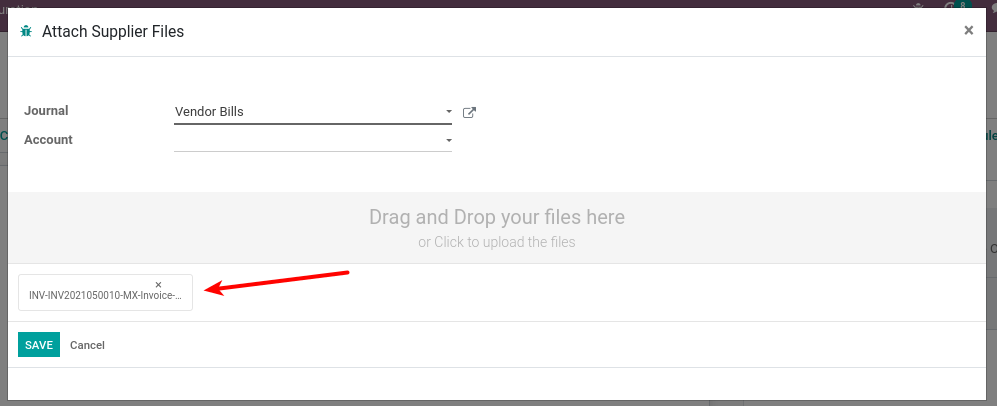 Attach Supplier Files
×
Journal
Vendor Bills
Account
Drag and Drop your files here
or Click to upload the files
×
INV-INV2021050010-MX-Invoice-...
SAVE
Cancel